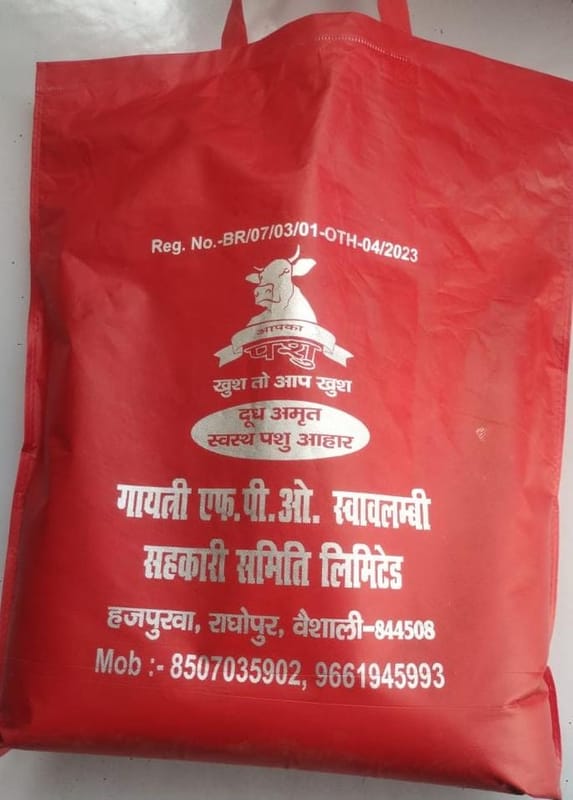 Reg. No.-BR/07/03/01-OTH-04/2023
आपका
पशु
खुश तो आप खुश
दूध अमृत
स्वस्थ पशु आहार
गायत्री एफ.पी.ओ. स्वावलम्बी
सहकारी समिति लिमिटेड
हजपुरवा, राघोपुर, वैशाली-844508
Mob :- 8507035902, 9661945993